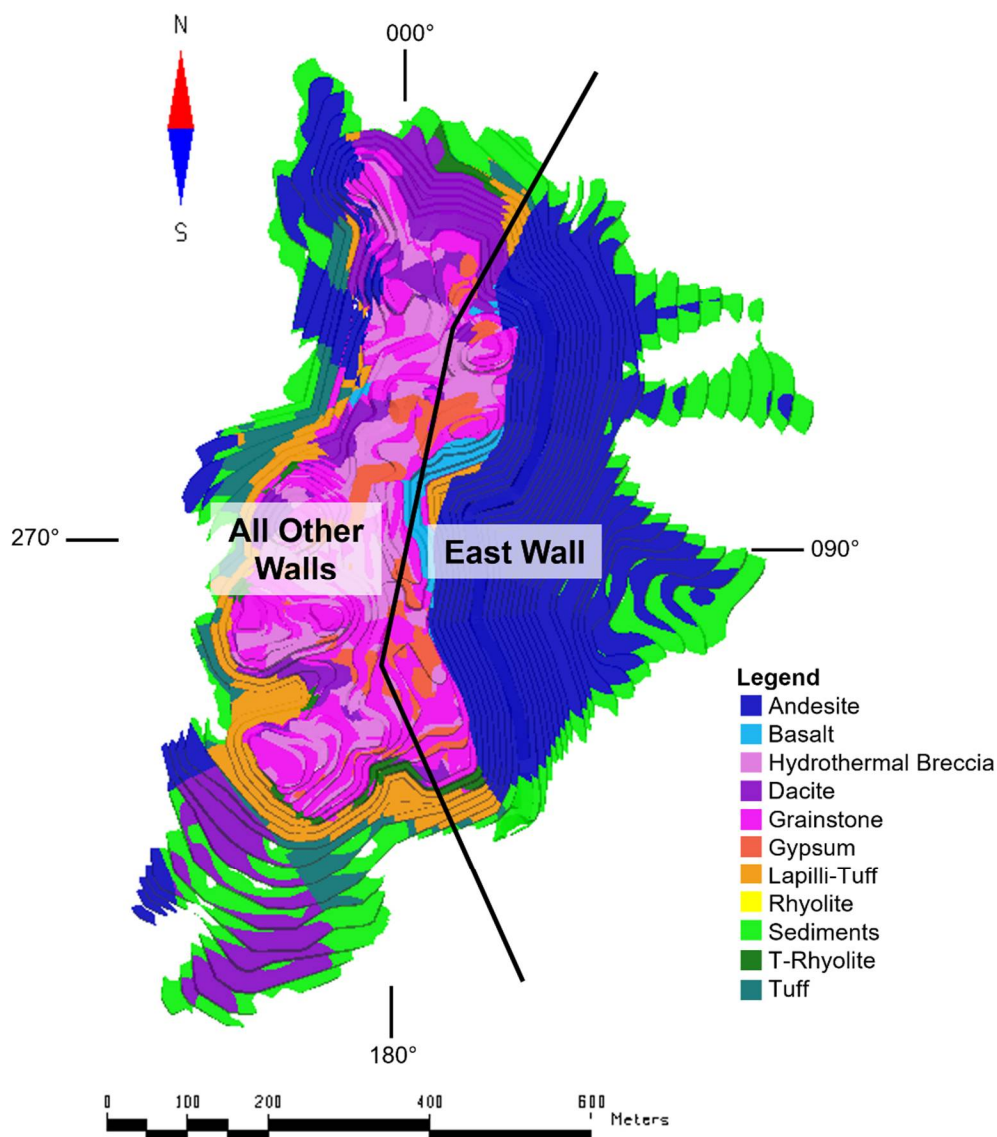 N
000°
S
270°
All Other
Walls
East Wall
090°
Legend
Andesite
Basalt
Hydrothermal Breccia
Dacite
Grainstone
Gypsum
Lapilli-Tuff
Rhyolite
Sediments
T-Rhyolite
Tuff
180°
0 100 200 400 600 Meters